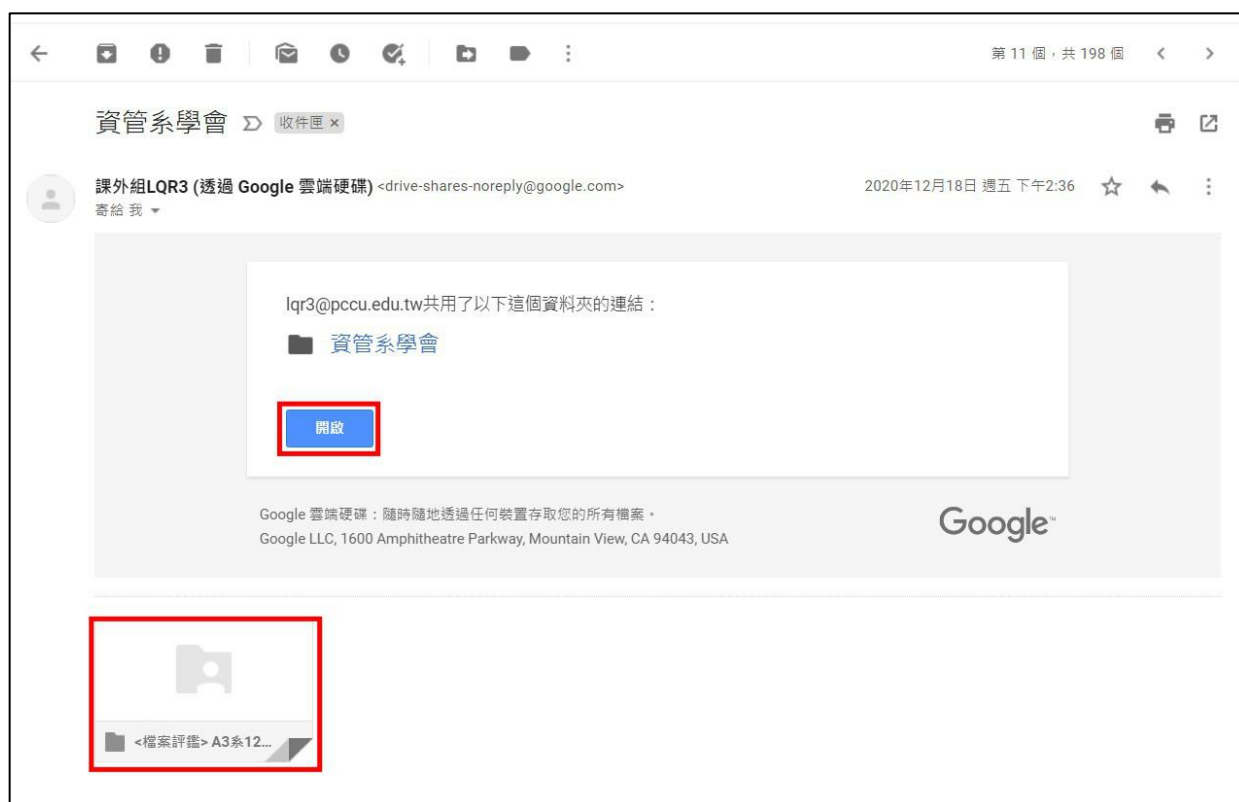 第 11 個，共 198 個
資管系學會 收件匣 ×
課外組LQR3 (透過 Google 雲端硬碟) <drive-shares-noreply@google.com>
2020年12月18日 週五 下午2:36
寄給 我
lqr3@pccu.edu.tw共用了以下這個資料夾的連結：
資管系學會
開啟
Google 雲端硬碟：隨時隨地透過任何裝置存取您的所有檔案。
Google LLC, 1600 Amphitheatre Parkway, Mountain View, CA 94043, USA
Google™
<檔案評鑑> A3系12...